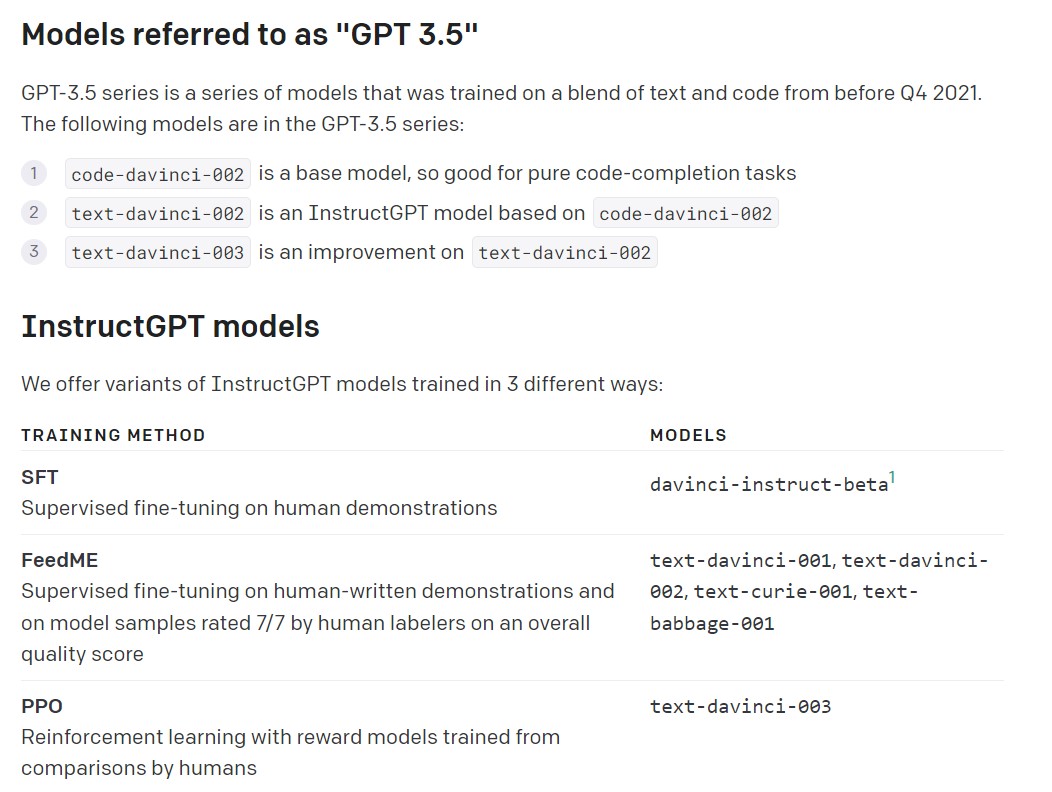 Models referred to as "GPT 3.5"
GPT-3.5 series is a series of models that was trained on a blend of text and code from before Q4 2021.
The following models are in the GPT-3.5 series:
1 code-davinci-002 is a base model, so good for pure code-completion tasks
2 text-davinci-002 is an InstructGPT model based on code-davinci-002
3 text-davinci-003 is an improvement on text-davinci-002
InstructGPT models
We offer variants of InstructGPT models trained in 3 different ways:
TRAINING METHOD MODELS
SFT
Supervised fine-tuning on human demonstrations
davinci-instruct-beta1
FeedME
Supervised fine-tuning on human-written demonstrations and
on model samples rated 7/7 by human labelers on an overall
quality score
text-davinci-001, text-davinci-
002, text-curie-001, text-
babbage-001
PPO
Reinforcement learning with reward models trained from
comparisons by humans
text-davinci-003